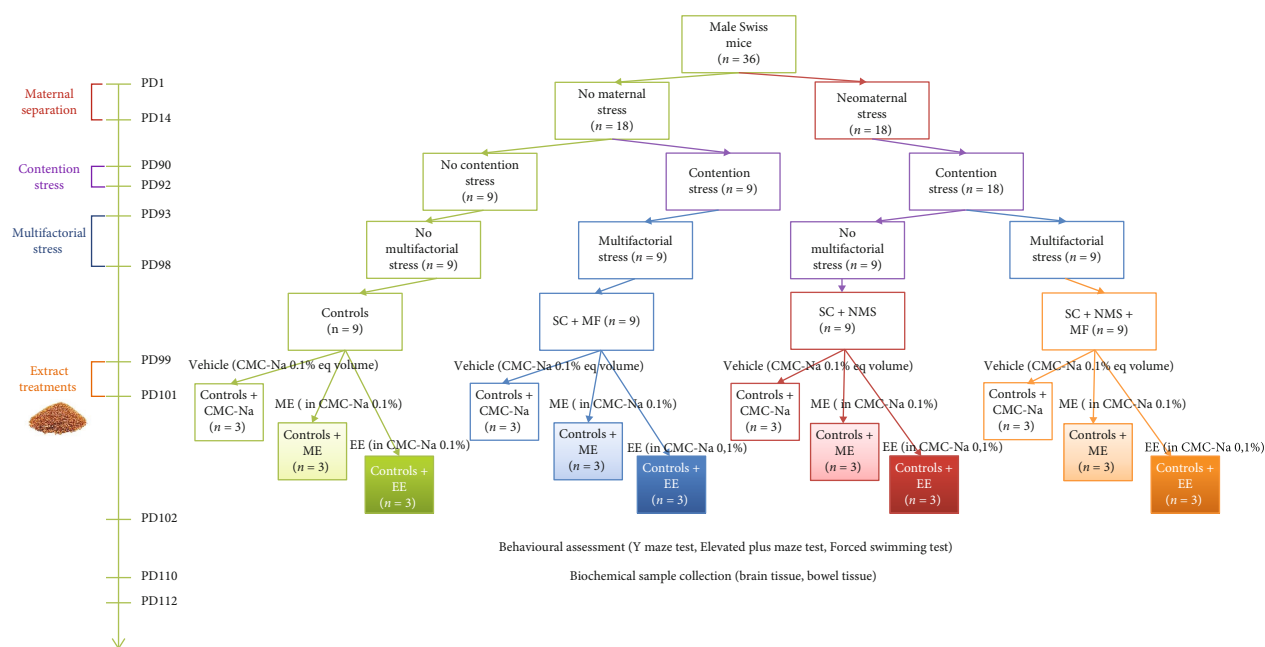 Male Swiss
mice
(n = 36)
No maternal
stress
(n = 18)
Neomaternal
stress
(n = 18)
No contention
stress
(n = 9)
Contention
stress (n = 9)
Contention
stress (n = 18)
No
multifactorial
stress (n = 9)
Multifactorial
stress (n = 9)
No
multifactorial
stress (n = 9)
Multifactorial
stress (n = 9)
Controls
(n = 9)
SC + MF (n = 9)
SC + NMS
(n = 9)
SC + NMS +
MF (n = 9)
Vehicle (CMC-Na 0.1% eq volume)
Vehicle (CMC-Na 0.1% eq volume)
Vehicle (CMC-Na 0.1% eq volume)
Vehicle (CMC-Na 0.1% eq volume)
Controls +
CMC-Na
(n = 3)
ME ( in CMC-Na 0.1%)
Controls +
ME
(n = 3)
EE (in CMC-Na 0.1%)
Controls +
EE
(n = 3)
Controls +
CMC-Na
(n = 3)
ME ( in CMC-Na 0.1%)
Controls +
ME
(n = 3)
EE (in CMC-Na 0,1%)
Controls +
EE
(n = 3)
Controls +
CMC-Na
(n = 3)
ME ( in CMC-Na 0.1%)
Controls +
ME
(n = 3)
EE (in CMC-Na 0,1%)
Controls +
EE
(n = 3)
Controls +
CMC-Na
(n = 3)
ME ( in CMC-Na 0.1%)
Controls +
ME
(n = 3)
EE (in CMC-Na 0,1%)
Controls +
EE
(n = 3)
Maternal
separation
PD1
PD14
Contention
stress
PD90
PD92
Multifactorial
stress
PD93
PD98
Extract
treatments
PD99
PD101
PD102
PD110
PD112
Behavioural assessment (Y maze test, Elevated plus maze test, Forced swimming test)
Biochemical sample collection (brain tissue, bowel tissue)